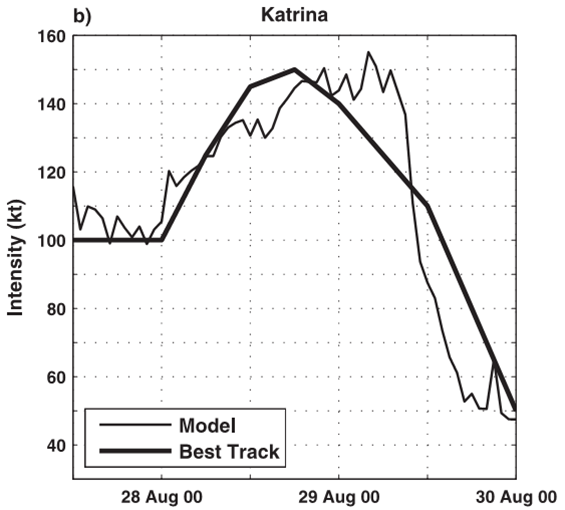 b)
Katrina
160
140
120
100
80
60
40
Intensity (kt)
Model
Best Track
28 Aug 00
29 Aug 00
30 Aug 00